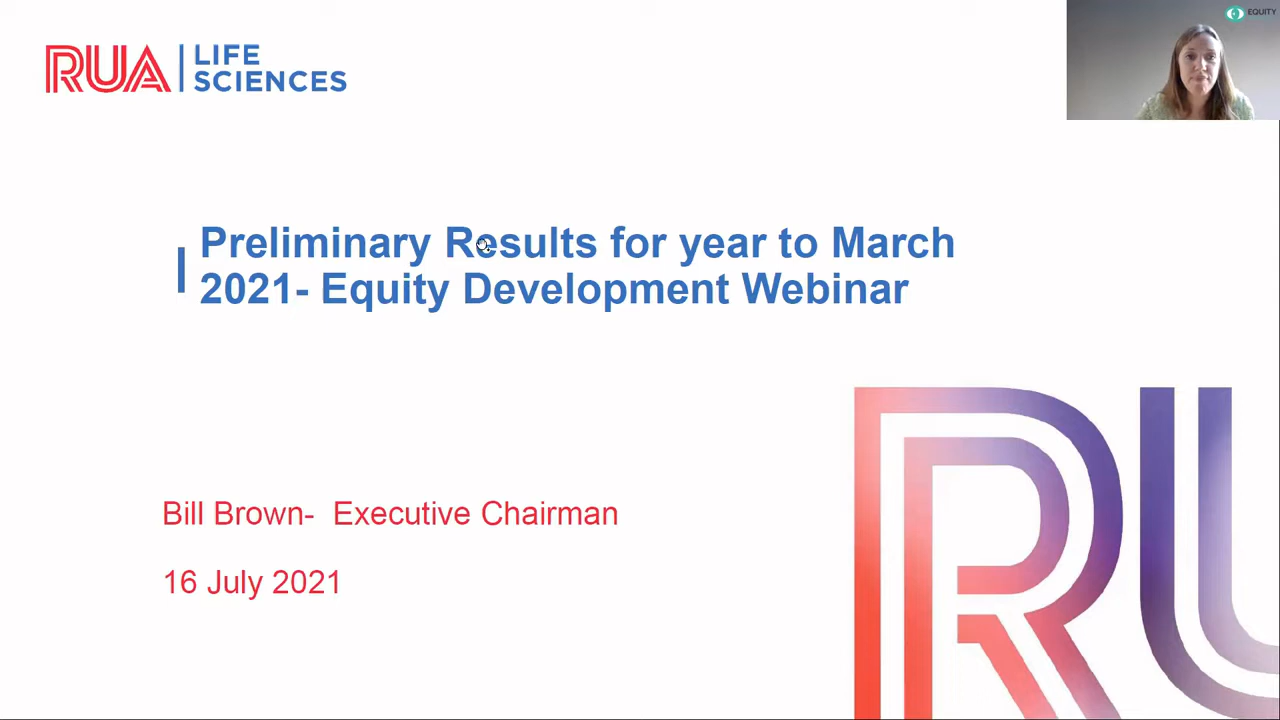 RUA
LIFE
SCIENCES
EQUITY
Preliminary Results for year to March
2021- Equity Development Webinar
Bill Brown-  Executive Chairman
16 July 2021
RU